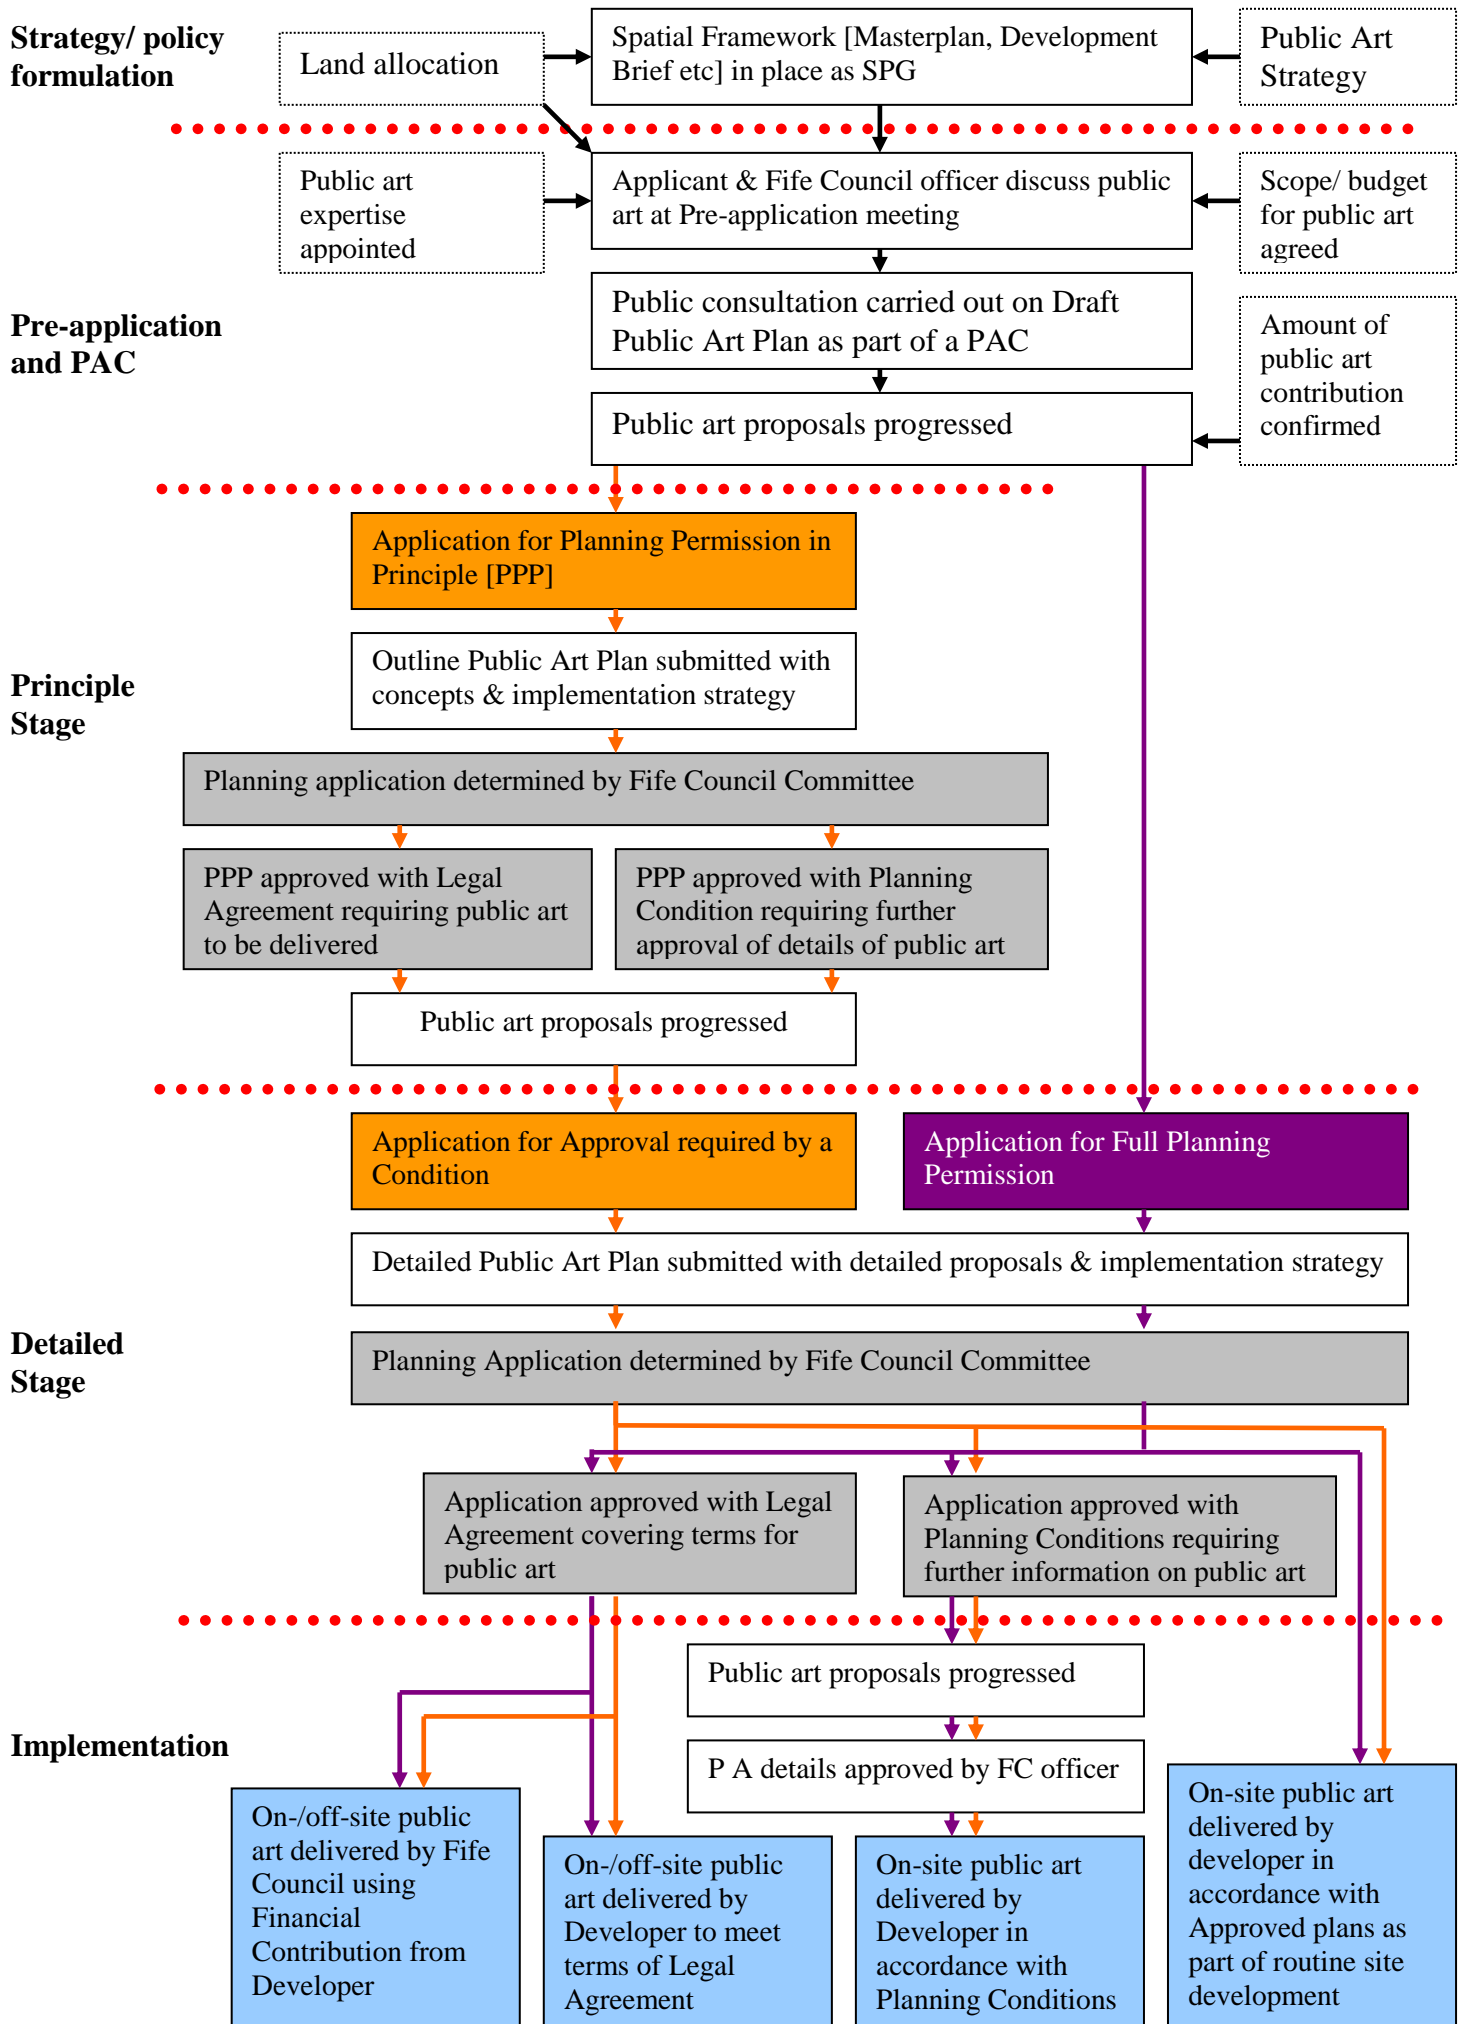 Strategy/ policy
formulation
Land allocation
Spatial Framework [Masterplan, Development
Brief etc] in place as SPG
Public Art
Strategy
Public art
expertise
appointed
Applicant & Fife Council officer discuss public
art at Pre-application meeting
Scope/ budget
for public art
agreed
Pre-application
and PAC
Public consultation carried out on Draft
Public Art Plan as part of a PAC
Amount of
public art
contribution
confirmed
Public art proposals progressed
Application for Planning Permission in
Principle [PPP]
Principle
Stage
Outline Public Art Plan submitted with
concepts & implementation strategy
Planning application determined by Fife Council Committee
PPP approved with Legal
Agreement requiring public art
to be delivered
PPP approved with Planning
Condition requiring further
approval of details of public art
Public art proposals progressed
Application for Approval required by a
Condition
Application for Full Planning
Permission
Detailed Public Art Plan submitted with detailed proposals & implementation strategy
Detailed
Stage
Planning Application determined by Fife Council Committee
Application approved with Legal
Agreement covering terms for
public art
Application approved with
Planning Conditions requiring
further information on public art
Public art proposals progressed
Implementation
P A details approved by FC officer
On-/off-site public
art delivered by Fife
Council using
Financial
Contribution from
Developer
On-/off-site public
art delivered by
Developer to meet
terms of Legal
Agreement
On-site public art
delivered by
Developer in
accordance with
Planning Conditions
On-site public art
delivered by
developer in
accordance with
Approved plans as
part of routine site
development